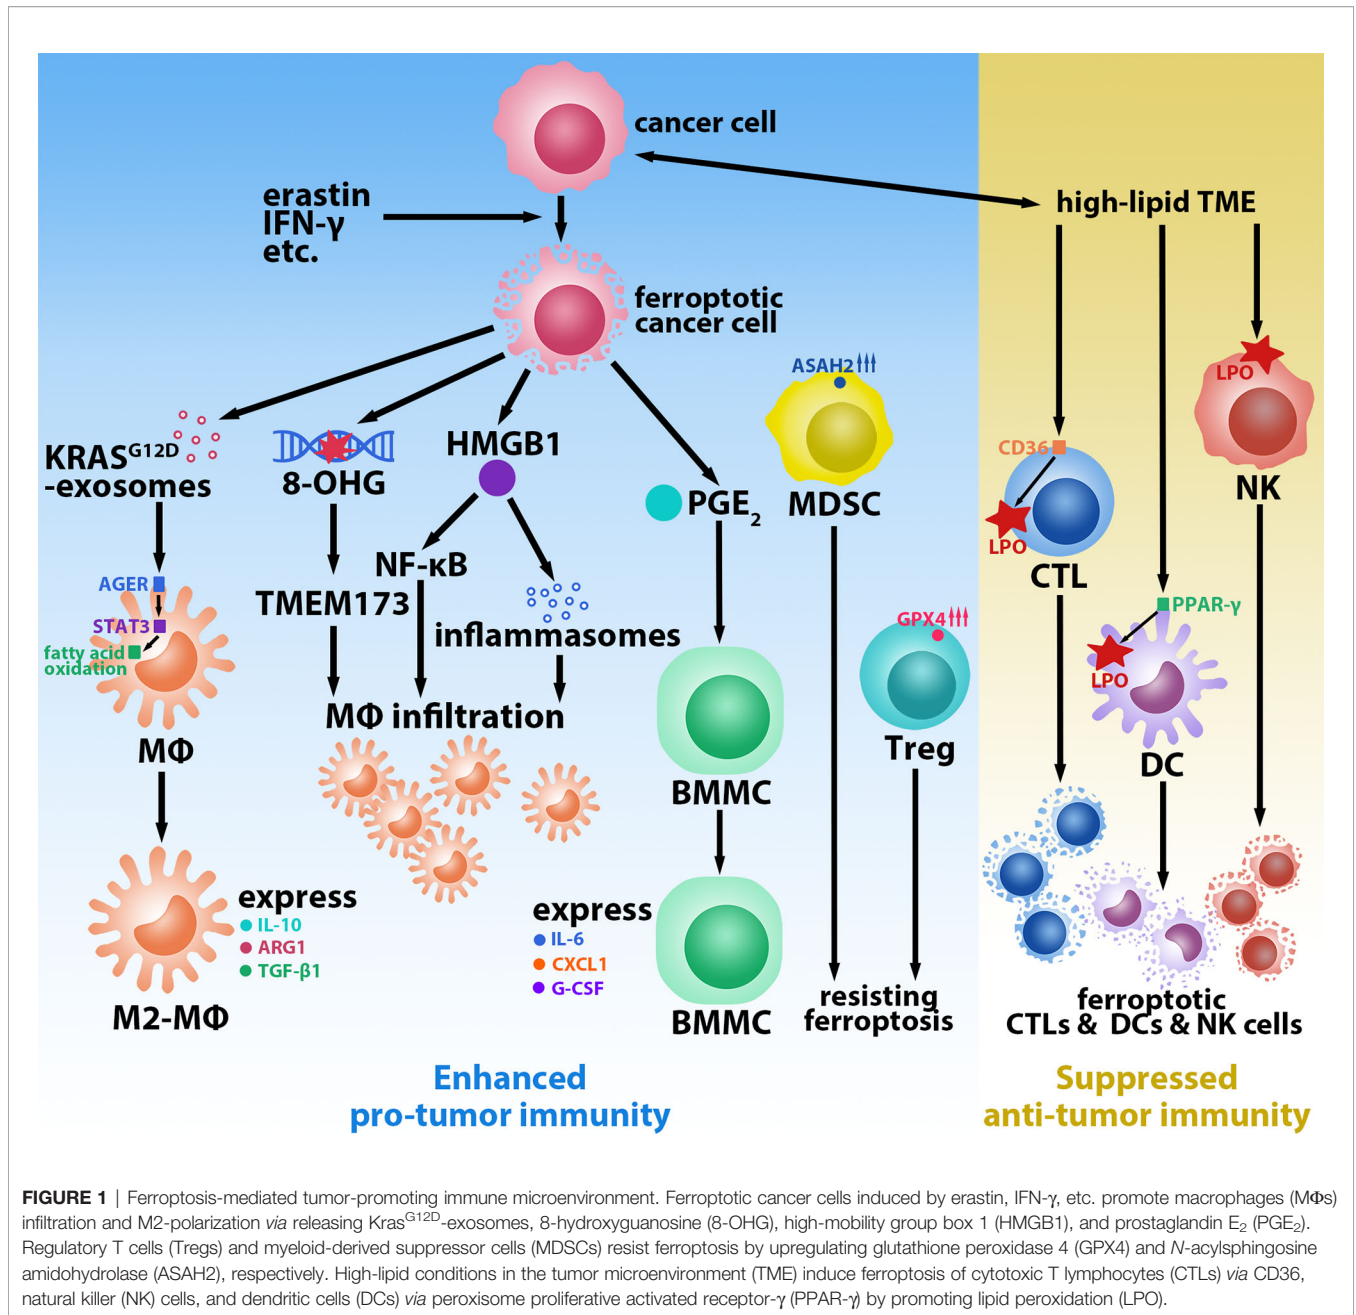 cancer cell
erastin
IFN-γ
etc.
high-lipid TME
ferroptotic
cancer cell
ASAH2
LPO
KRASG12D
-exosomes
8-OHG
HMGB1
PGE2
MDSC
CD36
LPO
CTL
NK
AGER
STAT3
fatty acid
oxidation
MΦ
TMEM173
NF-κB
inflammasomes
MΦ infiltration
GPX4
Treg
PPAR-γ
LPO
DC
BMMC
M2-MΦ
express
IL-10
ARG1
TGF-β1
express
IL-6
CXCL1
G-CSF
BMMC
resisting
ferroptosis
ferroptotic
CTLs & DCs & NK cells
Enhanced
pro-tumor immunity
Suppressed
anti-tumor immunity
FIGURE 1 | Ferroptosis-mediated tumor-promoting immune microenvironment. Ferroptotic cancer cells induced by erastin, IFN-γ, etc. promote macrophages (MΦs)
infiltration and M2-polarization via releasing KrasG12D-exosomes, 8-hydroxyguanosine (8-OHG), high-mobility group box 1 (HMGB1), and prostaglandin E2 (PGE2).
Regulatory T cells (Tregs) and myeloid-derived suppressor cells (MDSCs) resist ferroptosis by upregulating glutathione peroxidase 4 (GPX4) and N-acylsphingosine
amidohydrolase (ASAH2), respectively. High-lipid conditions in the tumor microenvironment (TME) induce ferroptosis of cytotoxic T lymphocytes (CTLs) via CD36,
natural killer (NK) cells, and dendritic cells (DCs) via peroxisome proliferative activated receptor-γ (PPAR-γ) by promoting lipid peroxidation (LPO).